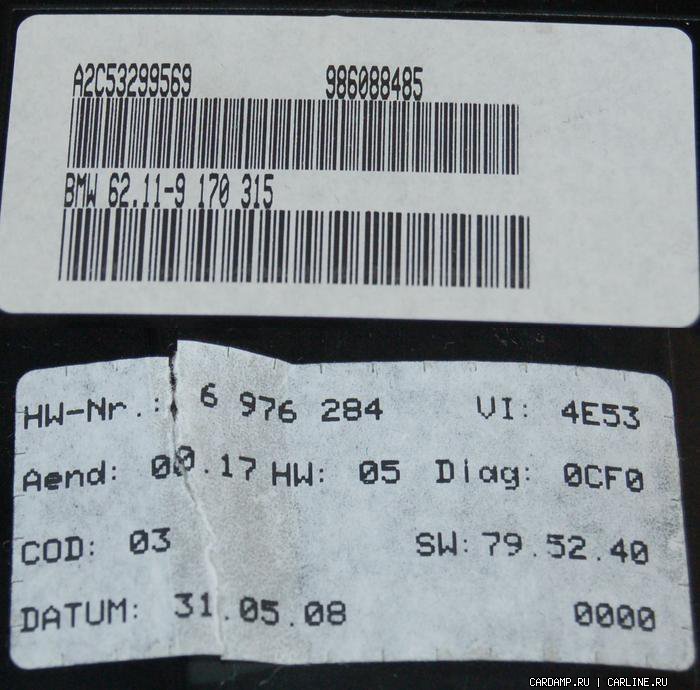 A2C53299569 986088485
BMW 62.11-9 170 315
HW-Nr.: 6 976 284 VI: 4E53
Aend: 00.17 HW: 05 Diag: 0CF0
COD: 03 SW: 79.52.40
DATUM: 31.05.08 0000
CARDAMP.RU | CARLINE.RU